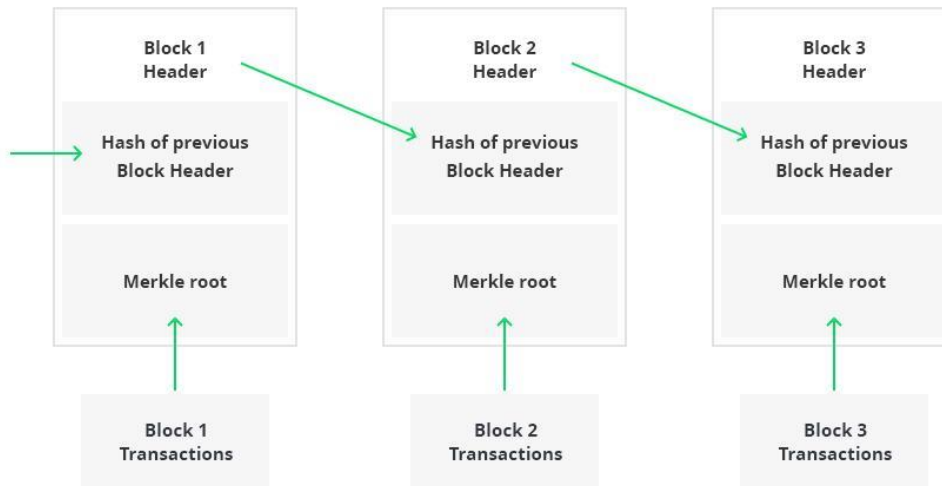 Block 1
Header
Hash of previous
Block Header
Merkle root
Block 1
Transactions
Block 2
Header
Hash of previous
Block Header
Merkle root
Block 2
Transactions
Block 3
Header
Hash of previous
Block Header
Merkle root
Block 3
Transactions